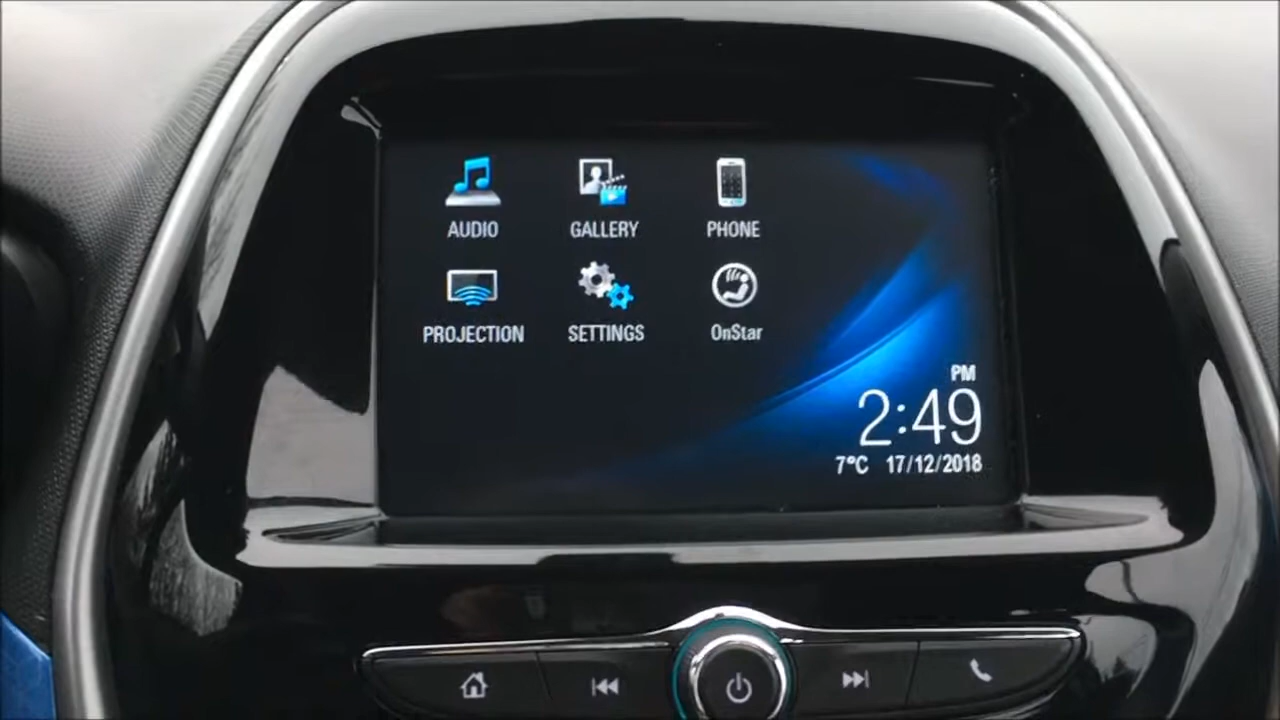 AUDIO GALLERY PHONE
PROJECTION SETTINGS OnStar
PM
2:49
7°C 17/12/2018